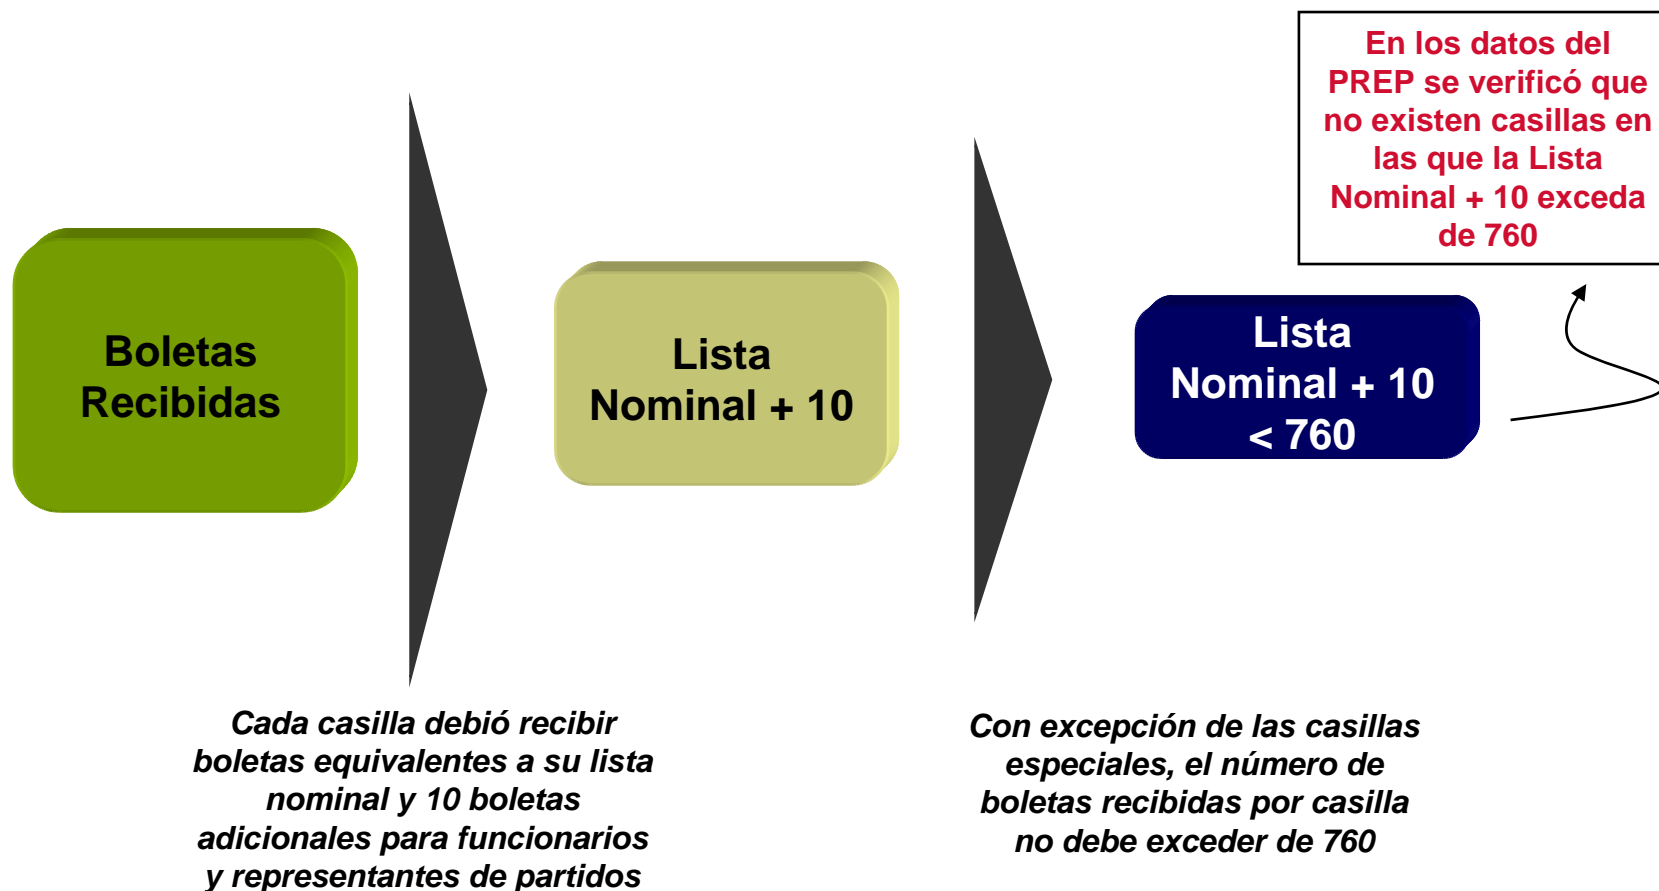 En los datos del
PREP se verificó que
no existen casillas en
las que la Lista
Nominal + 10 exceda
de 760
Boletas
Recibidas
Lista
Nominal + 10
Lista
Nominal + 10
< 760
Cada casilla debió recibir
boletas equivalentes a su lista
nominal y 10 boletas
adicionales para funcionarios
y representantes de partidos
Con excepción de las casillas
especiales, el número de
boletas recibidas por casilla
no debe exceder de 760